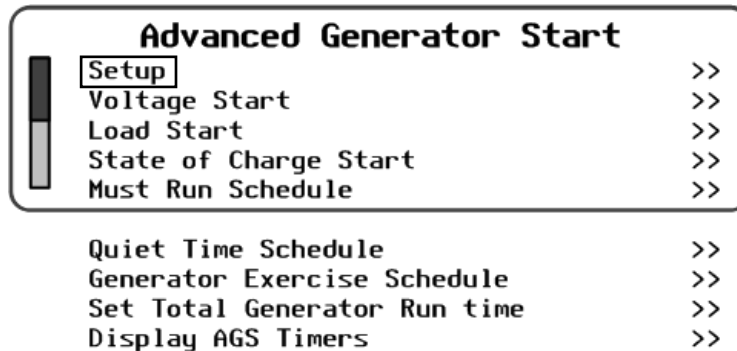 Advanced Generator Start
Setup >>
Voltage Start >>
Load Start >>
State of Charge Start >>
Must Run Schedule >>
Quiet Time Schedule >>
Generator Exercise Schedule >>
Set Total Generator Run time >>
Display AGS Timers >>